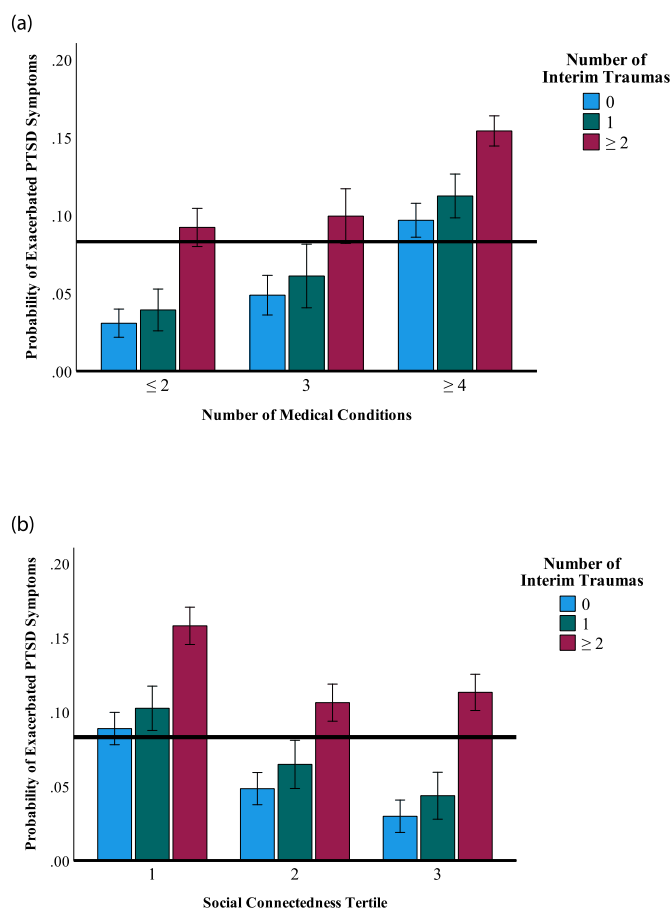 (a)
Probability of Exacerbated PTSD Symptoms
.20
.15
.10
.05
.00
≤ 2
3
≥ 4
Number of Medical Conditions
Number of
Interim Traumas
0
1
≥ 2
(b)
Probability of Exacerbated PTSD Symptoms
.20
.15
.10
.05
.00
1
2
3
Social Connectedness Tertile
Number of
Interim Traumas
0
1
≥ 2